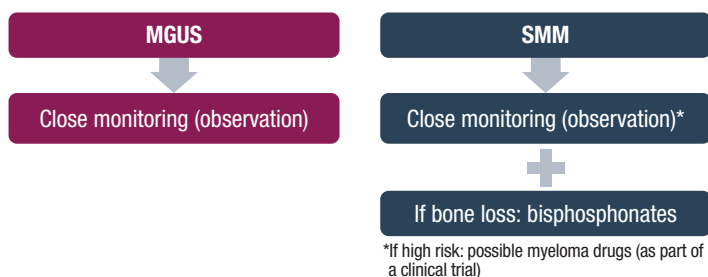 MGUS
Close monitoring (observation)
SMM
Close monitoring (observation)*
If bone loss: bisphosphonates
*If high risk: possible myeloma drugs (as part of
a clinical trial)